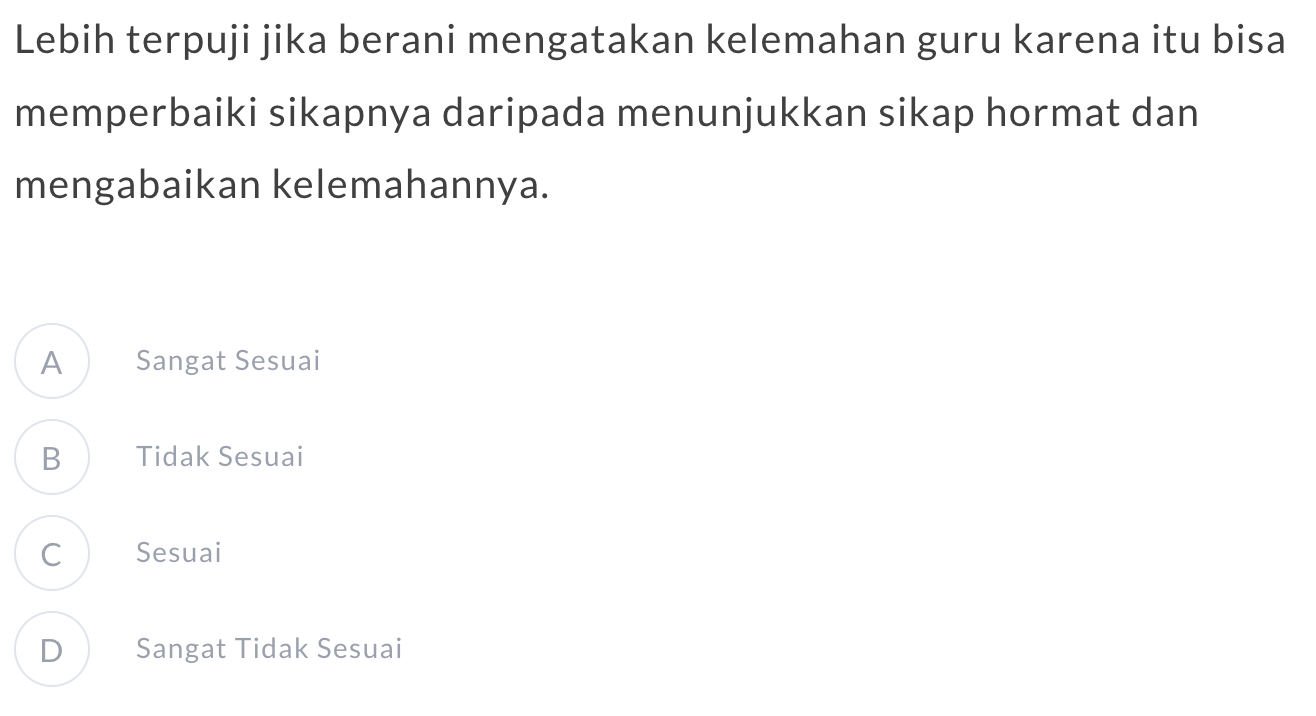 Lebih terpuji jika berani mengatakan kelemahan guru karena itu bisa
memperbaiki sikapnya daripada menunjukkan sikap hormat dan
mengabaikan kelemahannya.
A Sangat Sesuai
B Tidak Sesuai
C Sesuai
D Sangat Tidak Sesuai